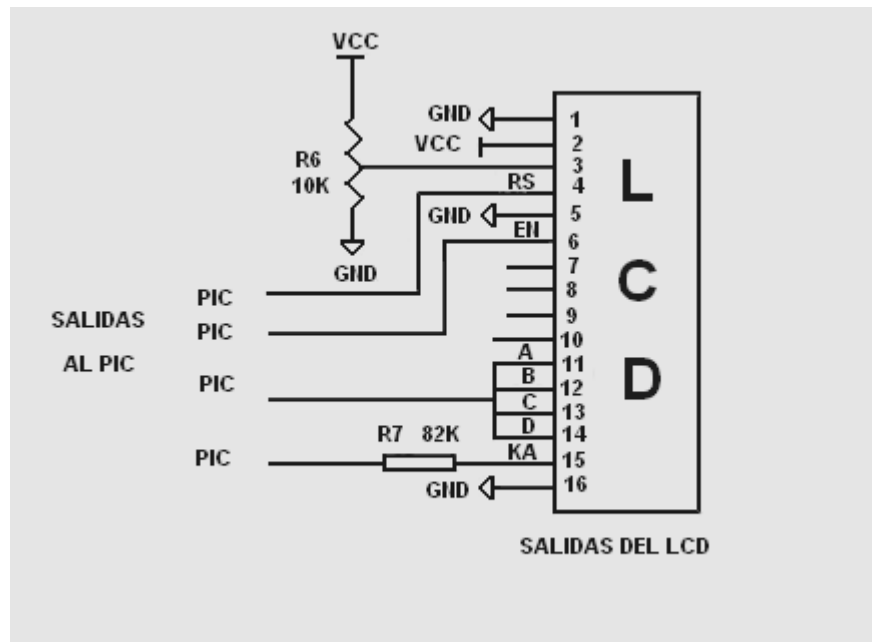 VCC
GND
1
VCC
2
R6
10K
3
RS
4
GND
5
EN
6
GND
7
PIC
8
SALIDAS
AL PIC
PIC
9
10
PIC
A
11
B
12
C
13
D
14
R7 82K
PIC
KA
15
GND
16
L
C
D
SALIDAS DEL LCD